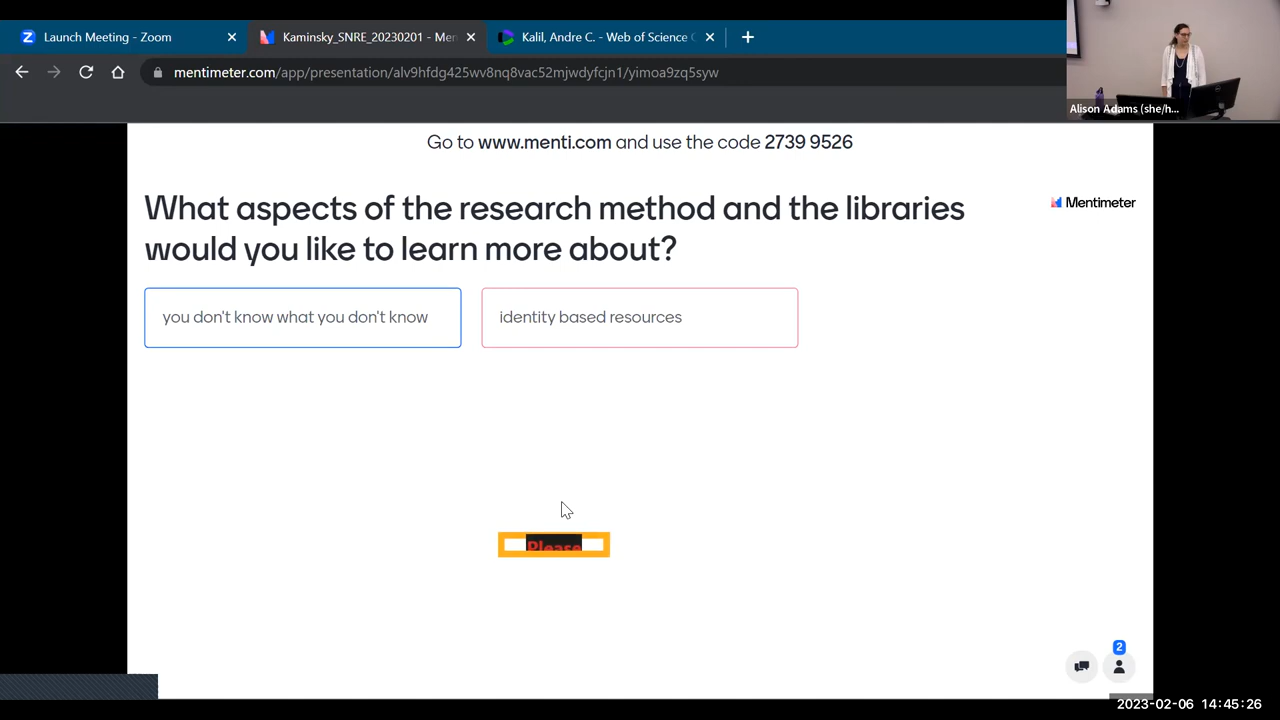 Launch Meeting - Zoom
Kaminsky_SNRE_20230201 - Men
Kalil, Andre C. - Web of Science C
mentimeter.com/app/presentation/alv9hfdg425wv8nq8vac52mjwdyfcjn1/yimoa9zq5syw
Alison Adams (she/h...
Go to www.menti.com and use the code 2739 9526
What aspects of the research method and the libraries
would you like to learn more about?
Mentimeter
you don't know what you don't know
identity based resources
Please
2
2023-02-06 14:45:26